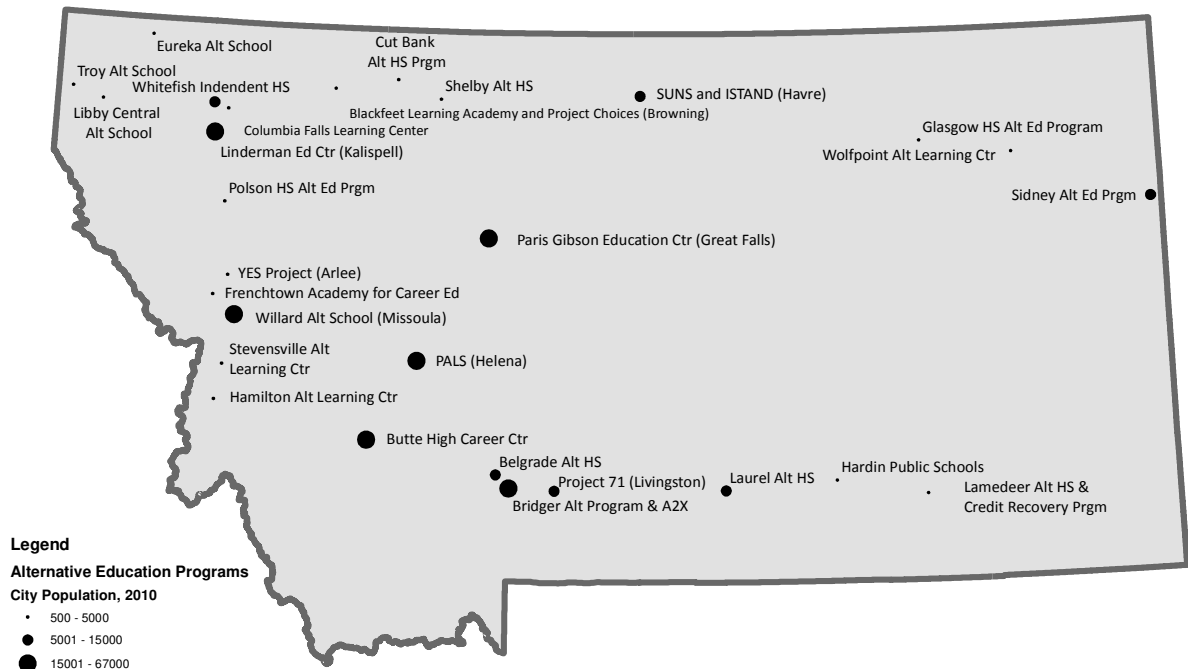 Eureka Alt School
Cut Bank
Alt HS Prgm
Troy Alt School
Whitefish Indendent HS
Shelby Alt HS
SUNS and ISTAND (Havre)
Libby Central
Alt School
Blackfeet Learning Academy and Project Choices (Browning)
Columbia Falls Learning Center
Linderman Ed Ctr (Kalispell)
Glasgow HS Alt Ed Program
Wolfpoint Alt Learning Ctr
Polson HS Alt Ed Prgm
Sidney Alt Ed Prgm
Paris Gibson Education Ctr (Great Falls)
YES Project (Arlee)
Frenchtown Academy for Career Ed
Willard Alt School (Missoula)
Stevensville Alt
Learning Ctr
PALS (Helena)
Hamilton Alt Learning Ctr
Butte High Career Ctr
Belgrade Alt HS
Project 71 (Livingston)
Bridger Alt Program & A2X
Laurel Alt HS
Hardin Public Schools
Lamedeer Alt HS &
Credit Recovery Prgm
Legend
Alternative Education Programs
City Population, 2010
500 - 5000
5001 - 15000
15001 - 67000